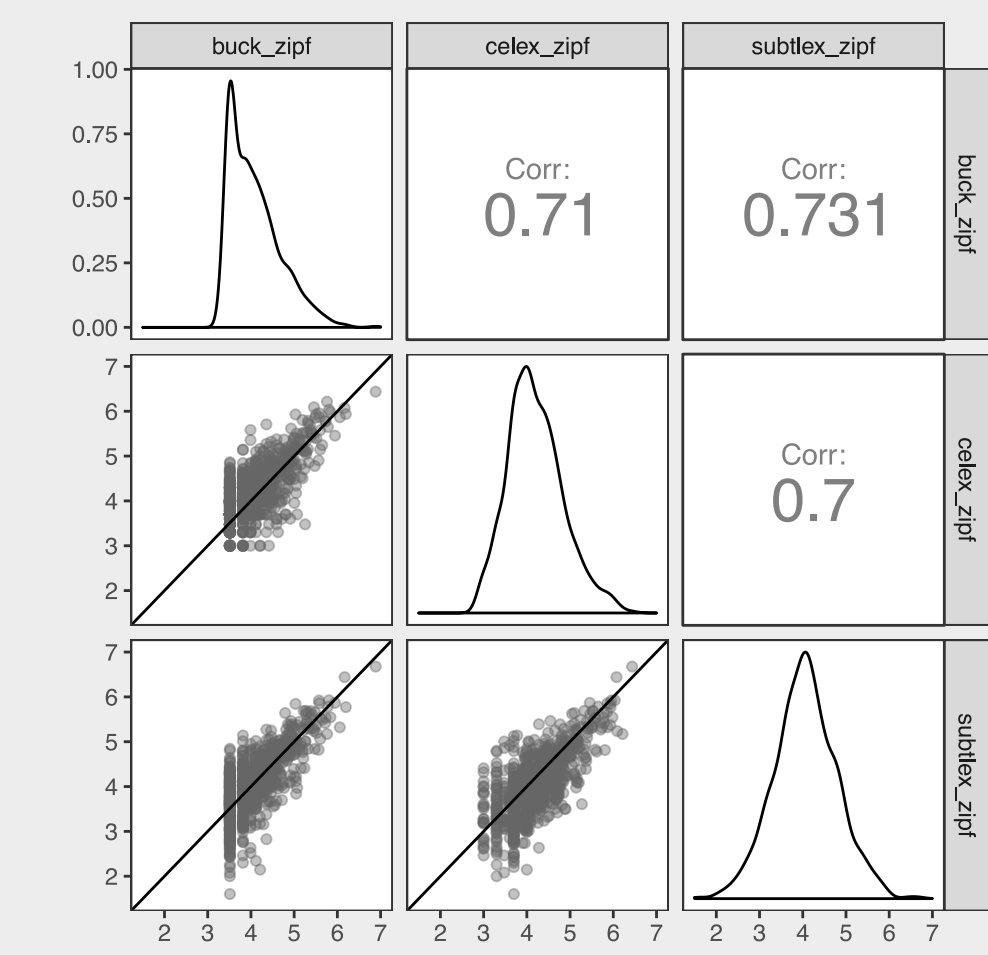 buck_zipf celex_zipf subtlex_zipf
1.00
0.75
0.50
0.25
0.00
Corr:
0.71
Corr:
0.731
buck_zipf
7
6
5
4
3
2
Corr:
0.7
celex_zipf
7
6
5
4
3
2
subtlex_zipf
2 3 4 5 6 7 2 3 4 5 6 7 2 3 4 5 6 7